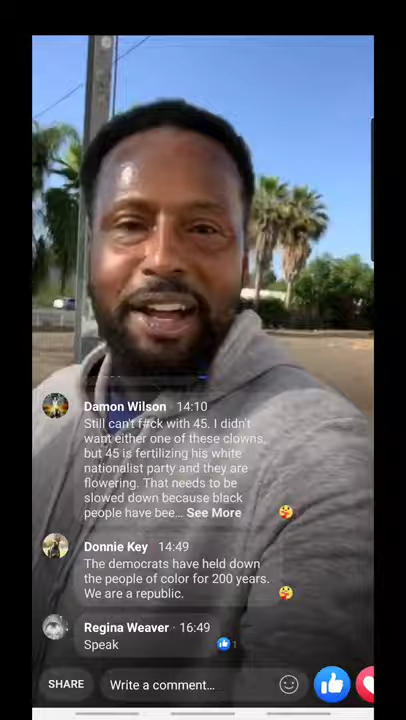 Damon Wilson · 14:10
Still can't f#ck with 45. I didn't
want either one of these clowns,
but 45 is fertilizing his white
nationalist party and they are
flowering. That needs to be
slowed down because black
people have bee… See More
Donnie Key · 14:49
The democrats have held down
the people of color for 200 years.
We are a republic.
Regina Weaver · 16:49
Speak
1
SHARE
Write a comment…